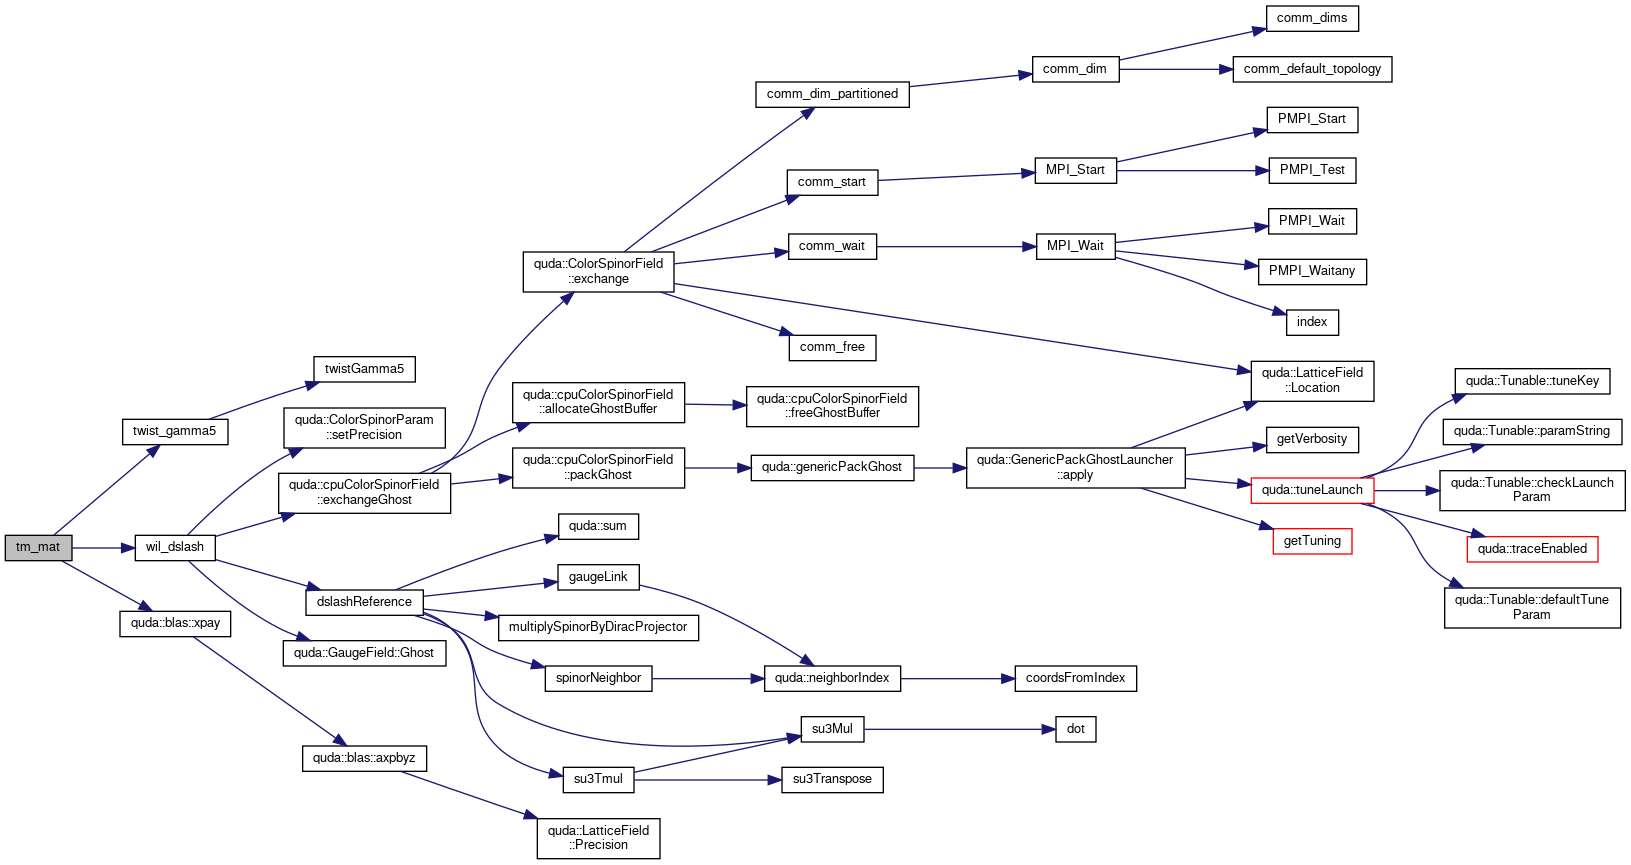 tm_mat
twist_gamma5
twistGamma5
wil_dslash
quda::ColorSpinorParam
::setPrecision
quda::cpuColorSpinorField
::exchangeGhost
quda::ColorSpinorField
::exchange
comm_dim_partitioned
comm_dim
comm_dims
comm_default_topology
comm_start
MPI_Start
PMPI_Start
PMPI_Test
comm_wait
MPI_Wait
PMPI_Wait
PMPI_Waitany
index
comm_free
quda::LatticeField
::Location
quda::cpuColorSpinorField
::allocateGhostBuffer
quda::cpuColorSpinorField
::freeGhostBuffer
quda::cpuColorSpinorField
::packGhost
quda::genericPackGhost
quda::GenericPackGhostLauncher
::apply
getVerbosity
quda::tuneLaunch
getTuning
quda::Tunable::tuneKey
quda::Tunable::paramString
quda::Tunable::checkLaunch
Param
quda::traceEnabled
quda::Tunable::defaultTune
Param
dslashReference
quda::sum
gaugeLink
multiplySpinorByDiracProjector
spinorNeighbor
quda::neighborIndex
coordsFromIndex
su3Mul
dot
su3Tmul
su3Transpose
quda::GaugeField::Ghost
quda::blas::xpay
quda::blas::axpbyz
quda::LatticeField
::Precision